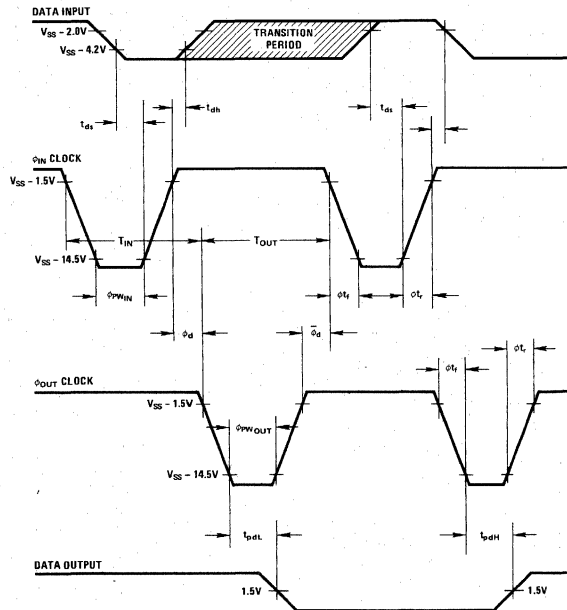 DATA INPUT
VSS – 2.0V
VSS – 4.2V
TRANSITION
PERIOD
tdh
tds
tds
ϕIN CLOCK
VSS – 1.5V
TIN
TOUT
VSS – 14.5V
ϕPWIN
ϕtf
ϕtr
ϕd
ϕ̅d
ϕtr
ϕtf
ϕOUT CLOCK
VSS – 1.5V
ϕPWOUT
VSS – 14.5V
tpdL
tpdH
DATA OUTPUT
1.5V
1.5V